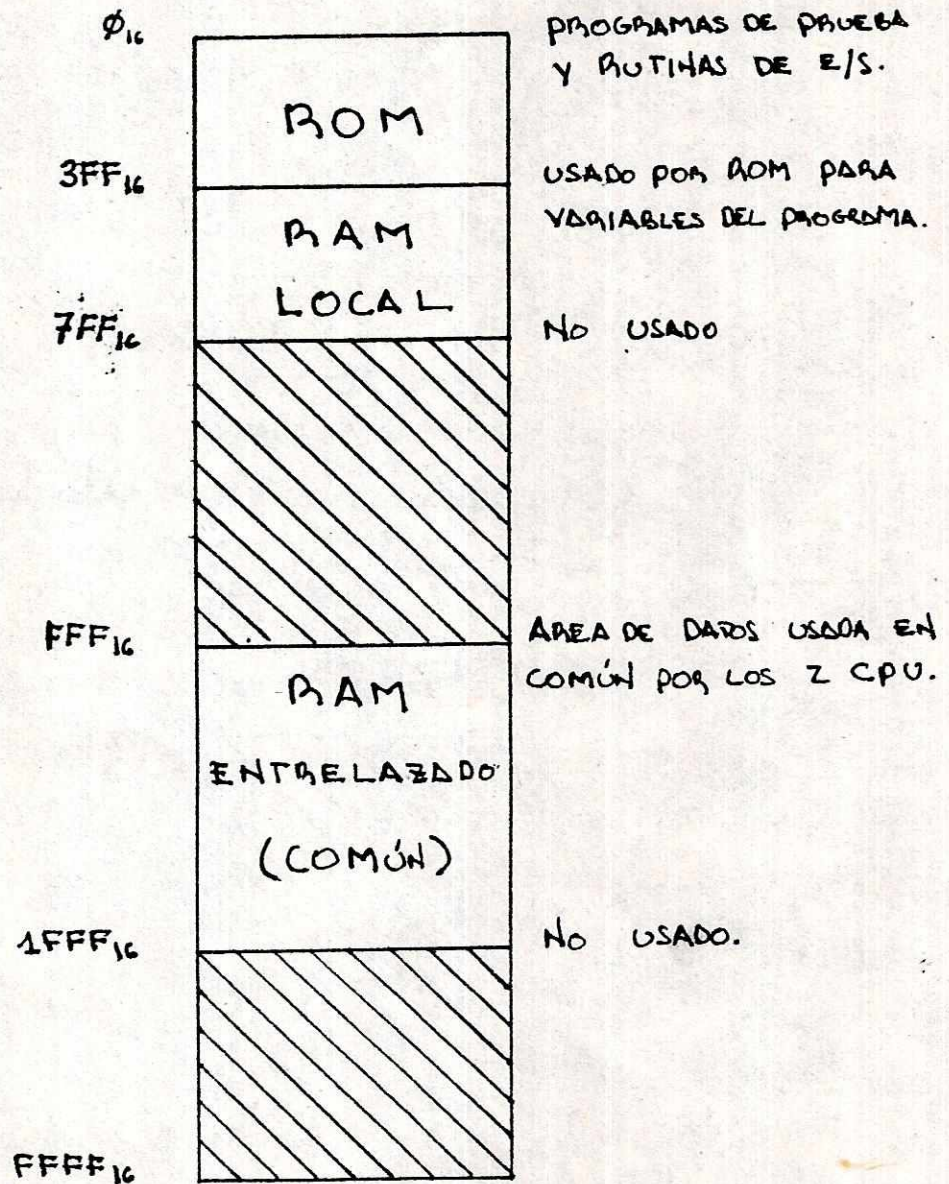 Ø₁₆
PROGRAMAS DE PRUEBA
Y RUTINAS DE E/S.
ROM
3FF₁₆
USADO POR ROM PARA
VARIABLES DEL PROGRAMA.
RAM
LOCAL
7FF₁₆
NO USADO
FFF₁₆
AREA DE DATOS USADA EN
COMÚN POR LOS 2 CPU.
RAM
ENTRELAZADO
(COMÚN)
1FFF₁₆
NO USADO.
FFFF₁₆